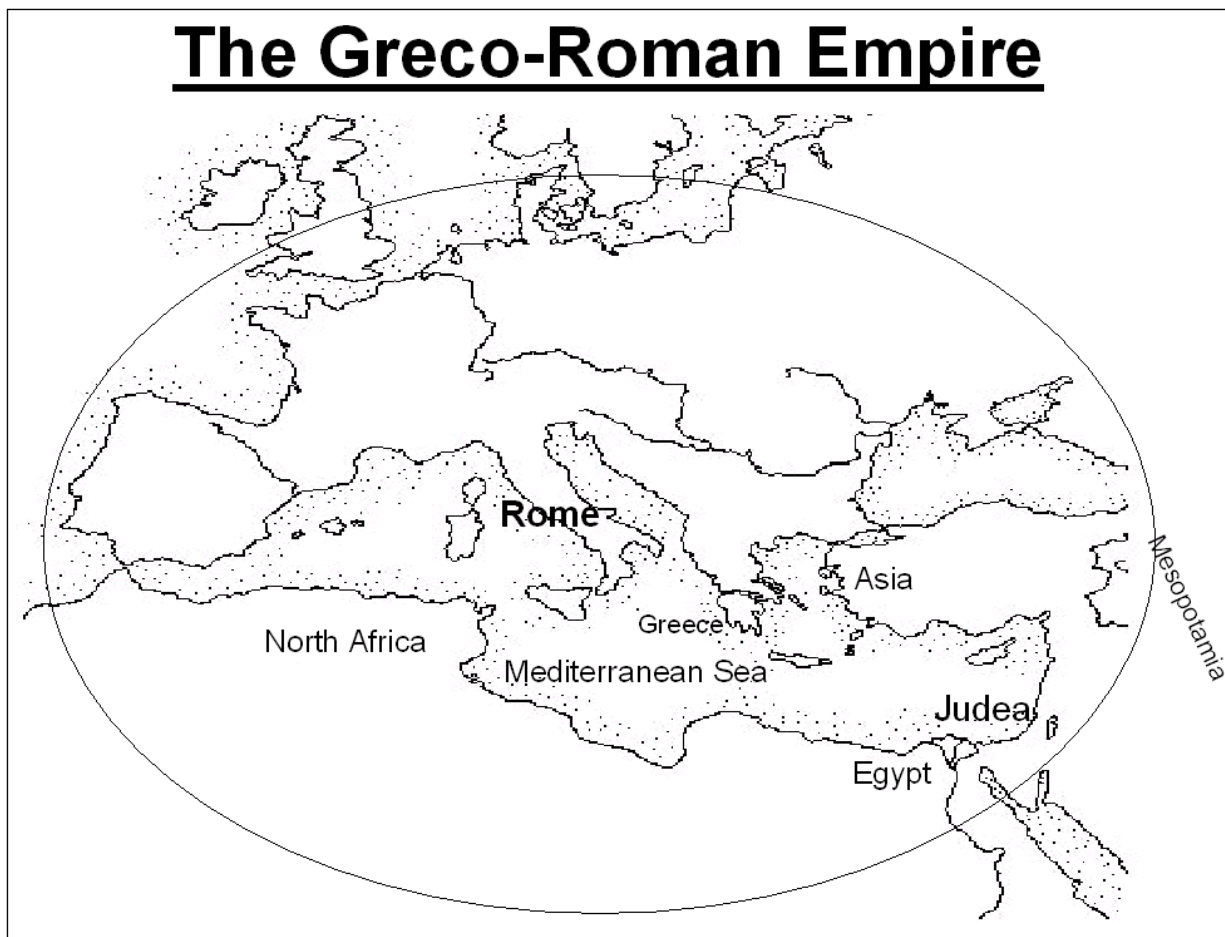 The Greco-Roman Empire
Rome
Asia
Mesopotamia
Greece
North Africa
Mediterranean Sea
Judea
Egypt